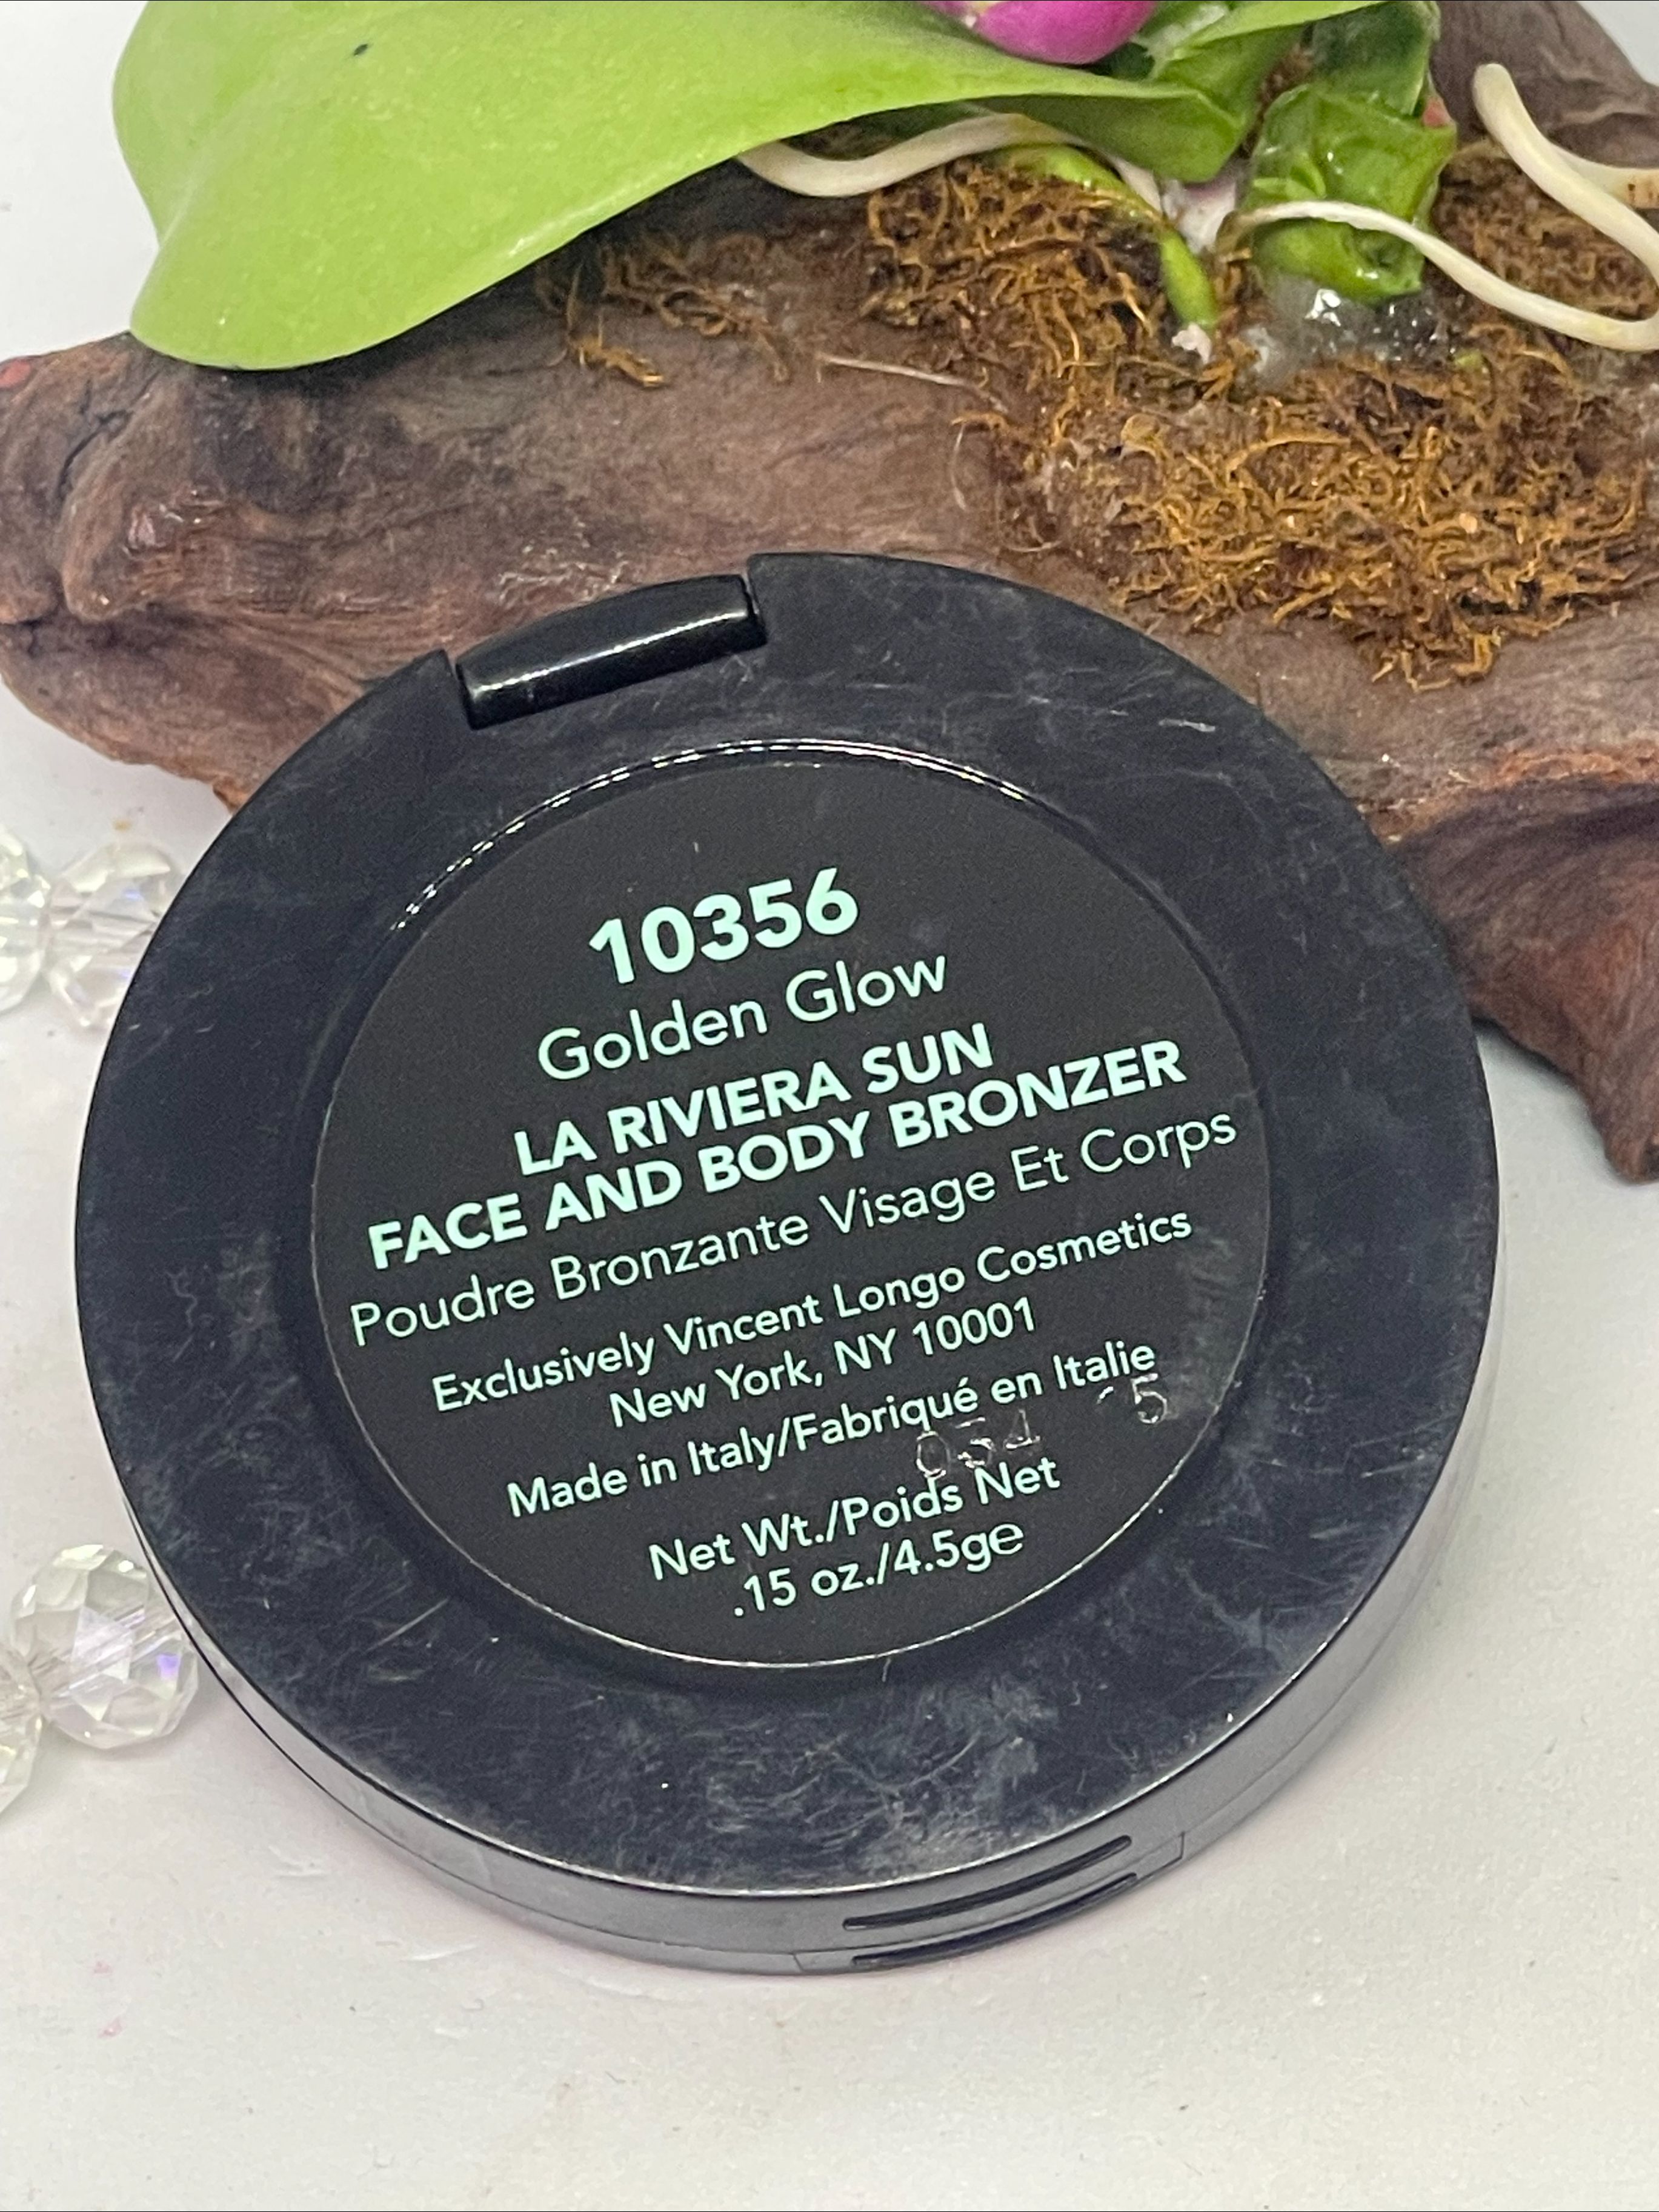 10356
Golden Glow
LA RIVIERA SUN
FACE AND BODY BRONZER
Poudre Bronzante Visage Et Corps
Exclusively Vincent Longo Cosmetics
New York, NY 10001
Made in Italy/Fabriqué en Italie
Net Wt./Poids Net
.15 oz./4.5g℮